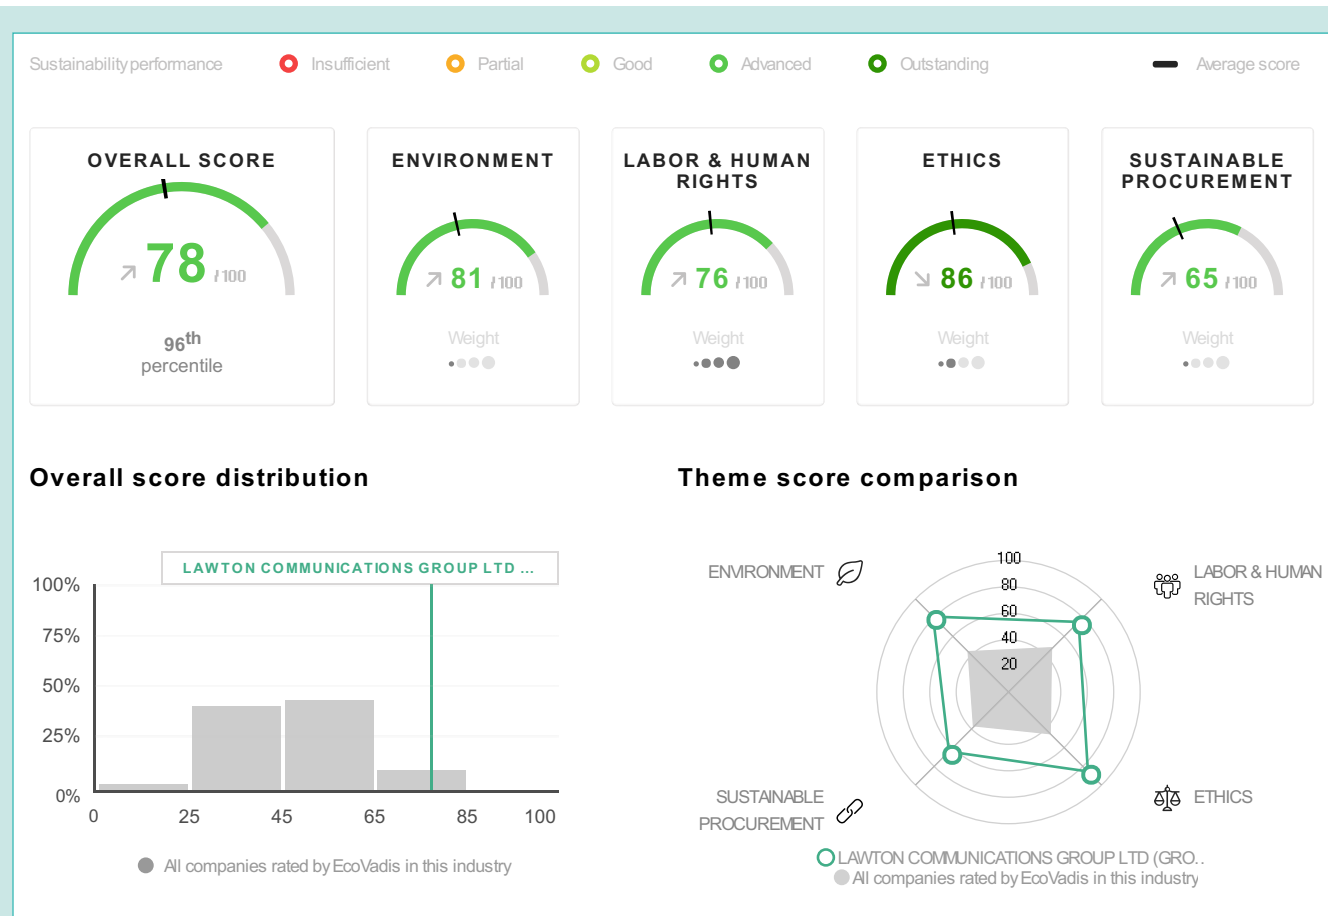 Sustainability performance Insufficient Partial Good Advanced Outstanding Average score
OVERALL SCORE
78 /100
96th
percentile
ENVIRONMENT
81 /100
Weight
LABOR & HUMAN
RIGHTS
76 /100
Weight
ETHICS
86 /100
Weight
SUSTAINABLE
PROCUREMENT
65 /100
Weight
Overall score distribution
LAWTON COMMUNICATIONS GROUP LTD ...
100%
75%
50%
25%
0%
0 25 45 65 85 100
All companies rated by EcoVadis in this industry
Theme score comparison
ENVIRONMENT
LABOR & HUMAN
RIGHTS
100
80
60
40
20
SUSTAINABLE
PROCUREMENT
ETHICS
LAWTON COMMUNICATIONS GROUP LTD (GRO..
All companies rated by EcoVadis in this industry